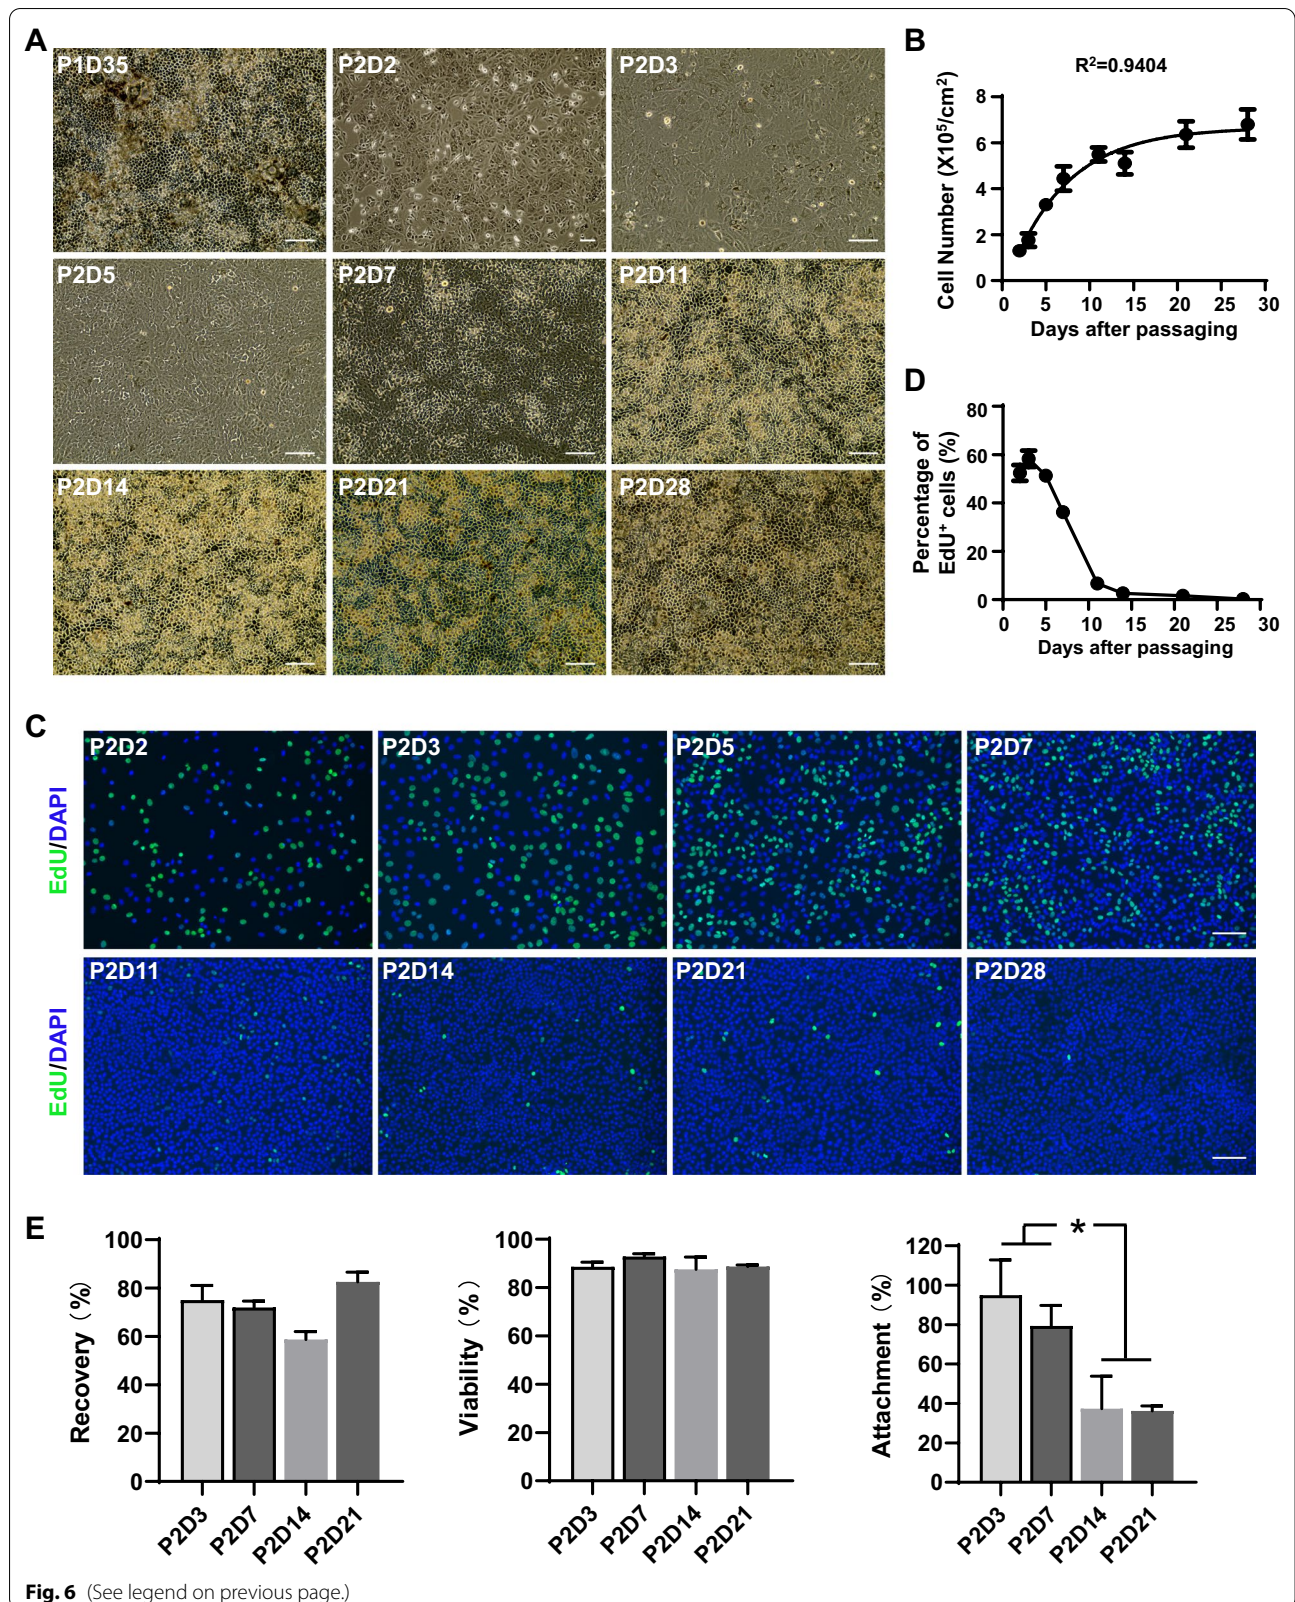 A
P1D35
P2D2
P2D3
P2D5
P2D7
P2D11
P2D14
P2D21
P2D28
B
R²=0.9404
Cell Number (X10⁵/cm²)
8
6
4
2
0
0 5 10 15 20 25 30
Days after passaging
D
Percentage of
EdU⁺ cells (%)
80
60
40
20
0
0 5 10 15 20 25 30
Days after passaging
C
EdU/DAPI
P2D2
P2D3
P2D5
P2D7
EdU/DAPI
P2D11
P2D14
P2D21
P2D28
E
Recovery (%)
100
80
60
40
20
0
P2D3
P2D7
P2D14
P2D21
Viability (%)
100
80
60
40
20
0
P2D3
P2D7
P2D14
P2D21
Attachment (%)
120
100
80
60
40
20
0
*
P2D3
P2D7
P2D14
P2D21
Fig. 6 (See legend on previous page.)